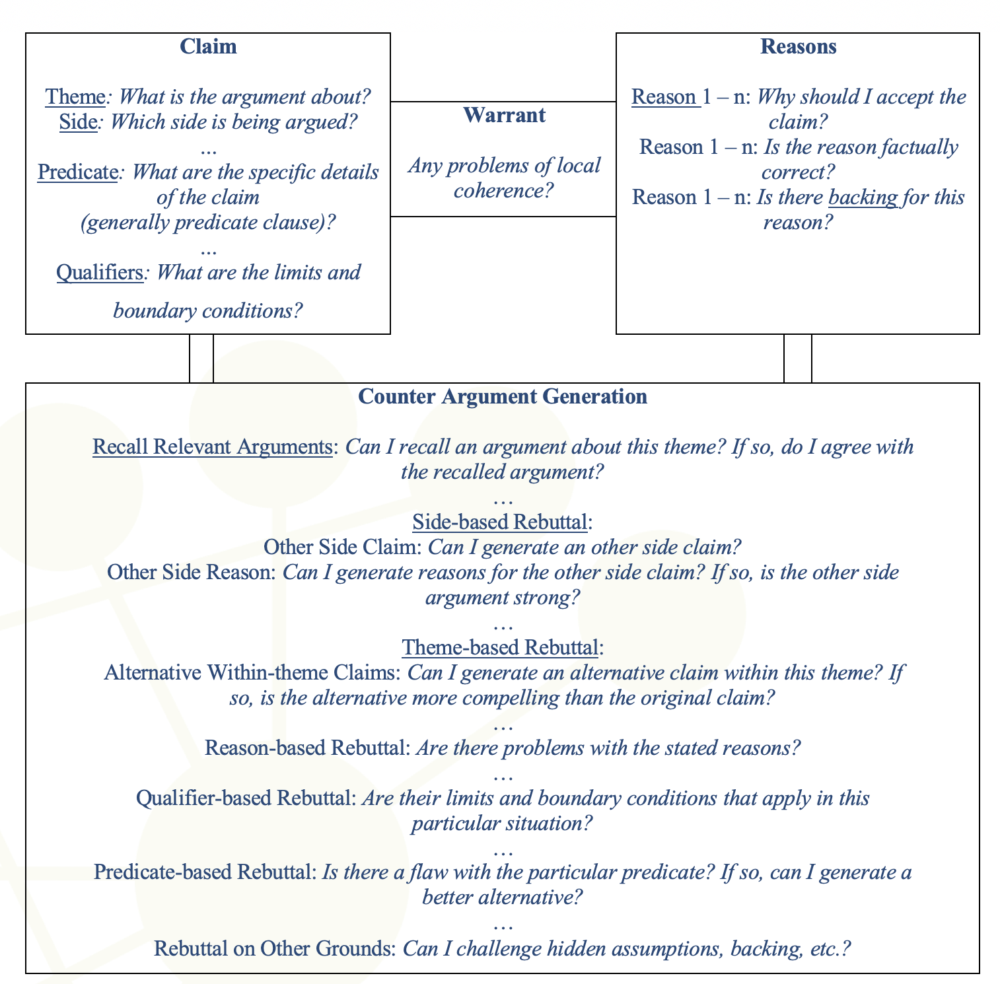 Claim
Theme: What is the argument about?
Side: Which side is being argued?
...
Predicate: What are the specific details
of the claim
(generally predicate clause)?
...
Qualifiers: What are the limits and
boundary conditions?
Warrant
Any problems of local
coherence?
Reasons
Reason 1 – n: Why should I accept the
claim?
Reason 1 – n: Is the reason factually
correct?
Reason 1 – n: Is there backing for this
reason?
Counter Argument Generation
Recall Relevant Arguments: Can I recall an argument about this theme? If so, do I agree with
the recalled argument?
…
Side-based Rebuttal:
Other Side Claim: Can I generate an other side claim?
Other Side Reason: Can I generate reasons for the other side claim? If so, is the other side
argument strong?
…
Theme-based Rebuttal:
Alternative Within-theme Claims: Can I generate an alternative claim within this theme? If
so, is the alternative more compelling than the original claim?
…
Reason-based Rebuttal: Are there problems with the stated reasons?
…
Qualifier-based Rebuttal: Are their limits and boundary conditions that apply in this
particular situation?
…
Predicate-based Rebuttal: Is there a flaw with the particular predicate? If so, can I generate a
better alternative?
…
Rebuttal on Other Grounds: Can I challenge hidden assumptions, backing, etc.?